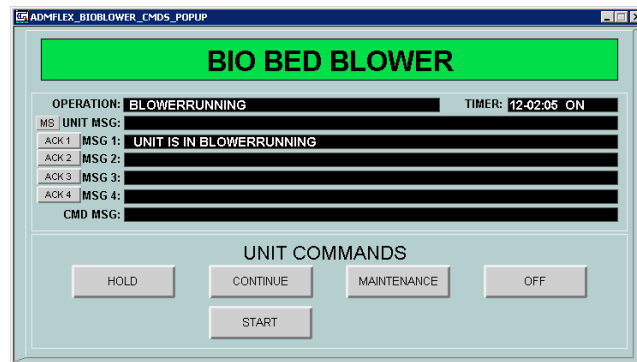 ADMFLEX_BIOBLOWER_CMDS_POPUP
BIO BED BLOWER
OPERATION: BLOWERRUNNING TIMER: 12-02:05 ON
MS UNIT MSG:
ACK 1 MSG 1: UNIT IS IN BLOWERRUNNING
ACK 2 MSG 2:
ACK 3 MSG 3:
ACK 4 MSG 4:
CMD MSG:
UNIT COMMANDS
HOLD CONTINUE MAINTENANCE OFF
START